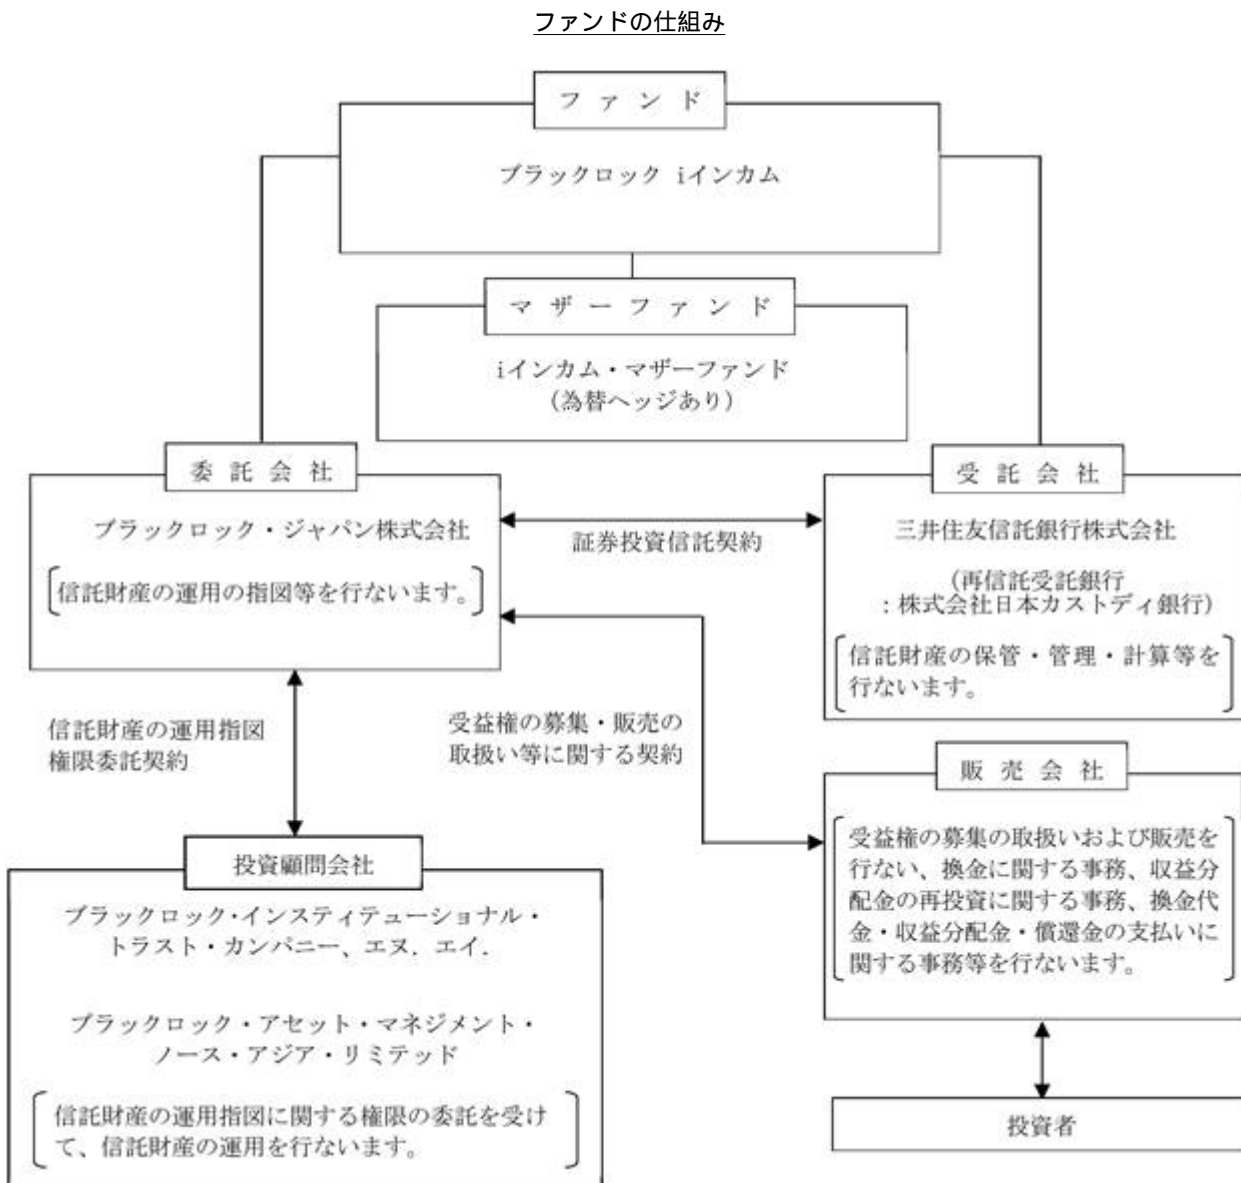 ファンドの仕組み
ファンド
ブラックロック iインカム
マザーファンド
iインカム・マザーファンド
(為替ヘッジあり)
委託会社
ブラックロック・ジャパン株式会社
信託財産の運用の指図等を行ないます。
証券投資信託契約
受託会社
三井住友信託銀行株式会社
(再信託受託銀行
:株式会社日本カストディ銀行)
信託財産の保管・管理・計算等を
行ないます。
信託財産の運用指図
権限委託契約
受益権の募集・販売の
取扱い等に関する契約
販売会社
受益権の募集の取扱いおよび販売を
行ない、換金に関する事務、収益分
配金の再投資に関する事務、換金代
金・収益分配金・償還金の支払いに
関する事務等を行ないます。
投資顧問会社
ブラックロック・インスティテューショナル・
トラスト・カンパニー、エヌ．エイ．
ブラックロック・アセット・マネジメント・
ノース・アジア・リミテッド
信託財産の運用指図に関する権限の委託を受け
て、信託財産の運用を行ないます。
投資者